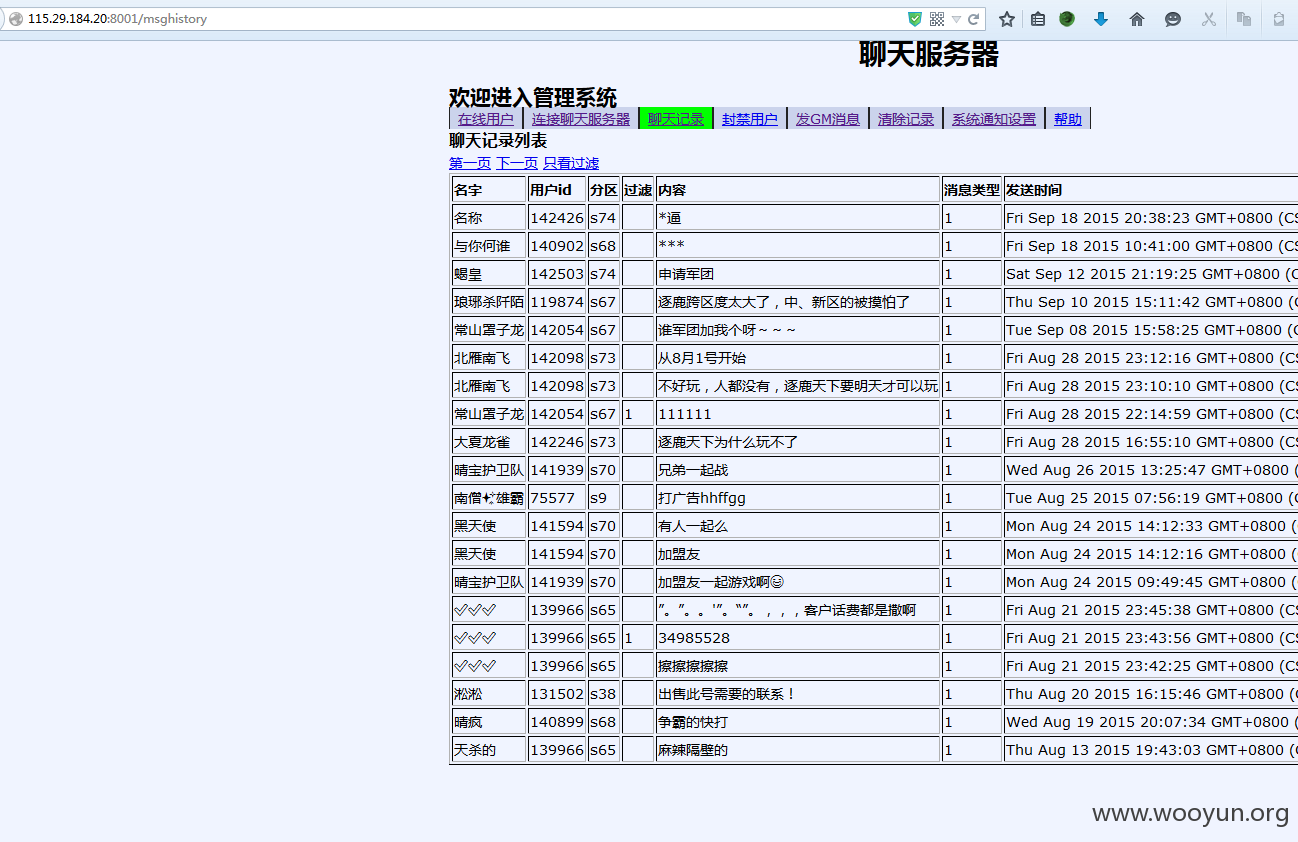 115.29.184.20:8001/msghistory
聊天服务器
欢迎进入管理系统
在线用户 连接聊天服务器 聊天记录 封禁用户 发GM消息 清除记录 系统通知设置 帮助
聊天记录列表
第一页 下一页 只看过滤
名字 用户id 分区 过滤 内容 消息类型 发送时间
名称 142426 s74 *逼 1 Fri Sep 18 2015 20:38:23 GMT+0800 (CS
与你何谁 140902 s68 *** 1 Fri Sep 18 2015 10:41:00 GMT+0800 (CS
蝎皇 142503 s74 申请军团 1 Sat Sep 12 2015 21:19:25 GMT+0800 (C
琅琊杀阡陌 119874 s67 逐鹿跨区度太大了，中、新区的被摸怕了 1 Thu Sep 10 2015 15:11:42 GMT+0800 (C
常山罩子龙 142054 s67 谁军团加我个呀～～～ 1 Tue Sep 08 2015 15:58:25 GMT+0800 (C
北雁南飞 142098 s73 从8月1号开始 1 Fri Aug 28 2015 23:12:16 GMT+0800 (CS
北雁南飞 142098 s73 不好玩，人都没有，逐鹿天下要明天才可以玩 1 Fri Aug 28 2015 23:10:10 GMT+0800 (CS
常山罩子龙 142054 s67 1 111111 1 Fri Aug 28 2015 22:14:59 GMT+0800 (CS
大夏龙雀 142246 s73 逐鹿天下为什么玩不了 1 Fri Aug 28 2015 16:55:10 GMT+0800 (CS
晴宝护卫队 141939 s70 兄弟一起战 1 Wed Aug 26 2015 13:25:47 GMT+0800 (
南僧✨雄霸 75577 s9 打广告hhffgg 1 Tue Aug 25 2015 07:56:19 GMT+0800 (C
黑天使 141594 s70 有人一起么 1 Mon Aug 24 2015 14:12:33 GMT+0800 (
黑天使 141594 s70 加盟友 1 Mon Aug 24 2015 14:12:16 GMT+0800 (
晴宝护卫队 141939 s70 加盟友一起游戏啊😄 1 Mon Aug 24 2015 09:49:45 GMT+0800 (
✅✅✅ 139966 s65 ”。”。。'”。“”。，，，客户话费都是撒啊 1 Fri Aug 21 2015 23:45:38 GMT+0800 (CS
✅✅✅ 139966 s65 1 34985528 1 Fri Aug 21 2015 23:43:56 GMT+0800 (CS
✅✅✅ 139966 s65 擦擦擦擦擦 1 Fri Aug 21 2015 23:42:25 GMT+0800 (CS
淞淞 131502 s38 出售此号需要的联系！ 1 Thu Aug 20 2015 16:15:46 GMT+0800 (C
晴疯 140899 s68 争霸的快打 1 Wed Aug 19 2015 20:07:34 GMT+0800 (
天杀的 139966 s65 麻辣隔壁的 1 Thu Aug 13 2015 19:43:03 GMT+0800 (C
www.wooyun.org